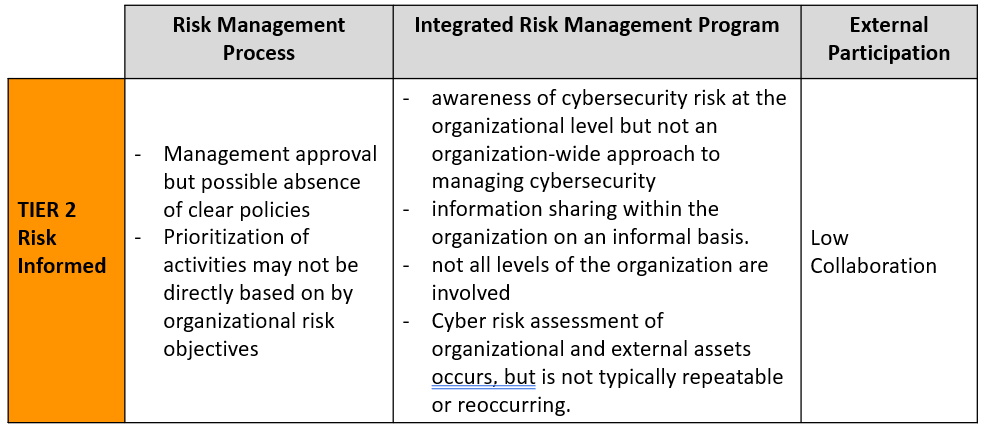 Risk Management
Process
Integrated Risk Management Program
External
Participation
TIER 2
Risk
Informed
- Management approval
but possible absence
of clear policies
- Prioritization of
activities may not be
directly based on by
organizational risk
objectives
- awareness of cybersecurity risk at the
organizational level but not an
organization-wide approach to
managing cybersecurity
- information sharing within the
organization on an informal basis.
- not all levels of the organization are
involved
- Cyber risk assessment of
organizational and external assets
occurs, but is not typically repeatable
or reoccurring.
Low
Collaboration